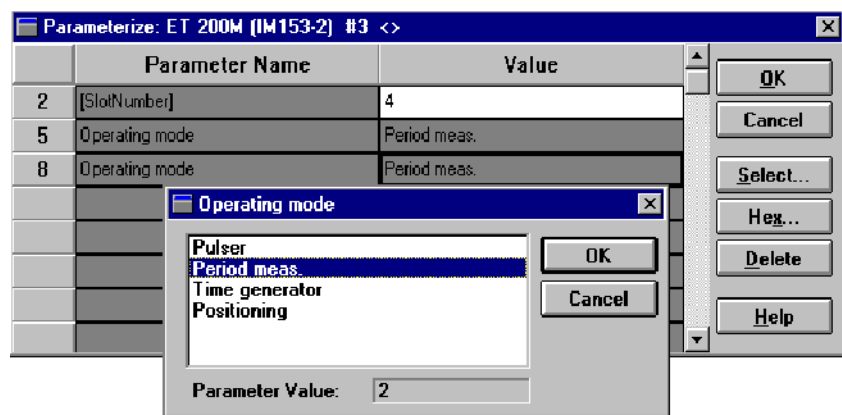 Parameterize: ET 200M (IM153-2) #3 <>
Parameter Name Value
2 [SlotNumber] 4
5 Operating mode Period meas.
8 Operating mode Period meas.
OK
Cancel
Select...
Hex...
Delete
Help
Operating mode
Pulser
Period meas.
Time generator
Positioning
OK
Cancel
Parameter Value: 2